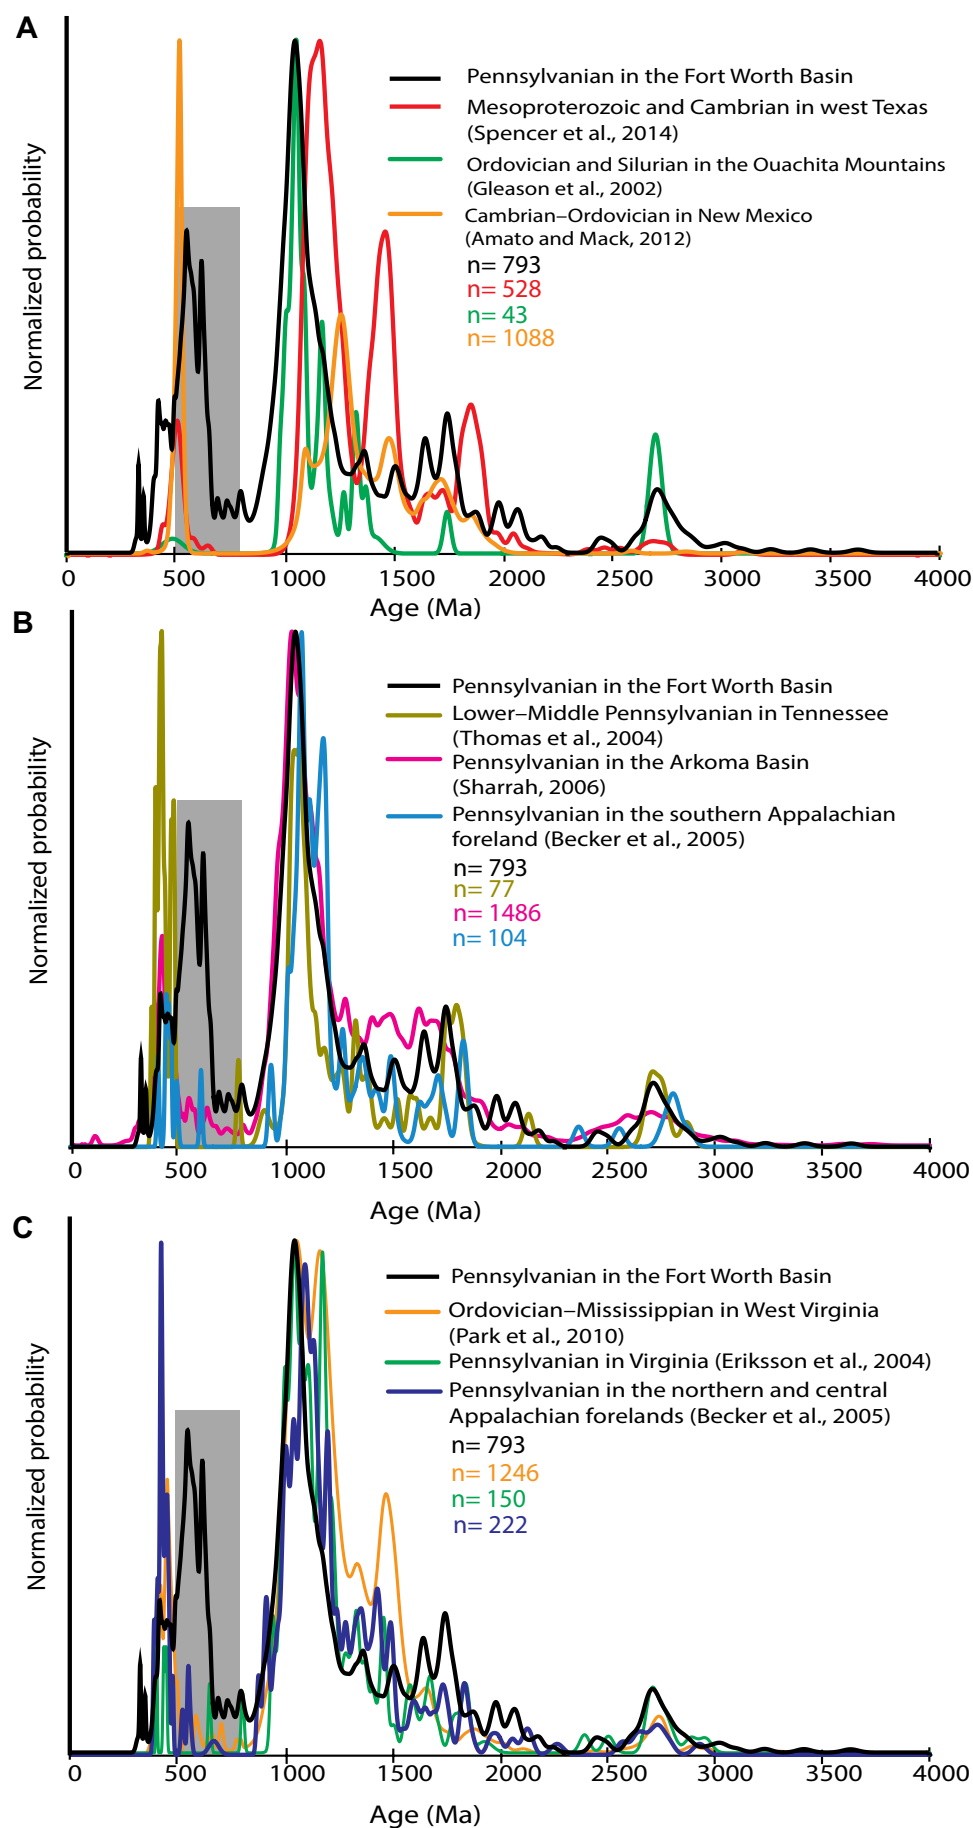 A
Normalized probability
Pennsylvanian in the Fort Worth Basin
Mesoproterozoic and Cambrian in west Texas
(Spencer et al., 2014)
Ordovician and Silurian in the Ouachita Mountains
(Gleason et al., 2002)
Cambrian–Ordovician in New Mexico
(Amato and Mack, 2012)
n= 793
n= 528
n= 43
n= 1088
0 500 1000 1500 2000 2500 3000 3500 4000
Age (Ma)
B
Normalized probability
Pennsylvanian in the Fort Worth Basin
Lower–Middle Pennsylvanian in Tennessee
(Thomas et al., 2004)
Pennsylvanian in the Arkoma Basin
(Sharrah, 2006)
Pennsylvanian in the southern Appalachian
foreland (Becker et al., 2005)
n= 793
n= 77
n= 1486
n= 104
0 500 1000 1500 2000 2500 3000 3500 4000
Age (Ma)
C
Normalized probability
Pennsylvanian in the Fort Worth Basin
Ordovician–Mississippian in West Virginia
(Park et al., 2010)
Pennsylvanian in Virginia (Eriksson et al., 2004)
Pennsylvanian in the northern and central
Appalachian forelands (Becker et al., 2005)
n= 793
n= 1246
n= 150
n= 222
0 500 1000 1500 2000 2500 3000 3500 4000
Age (Ma)